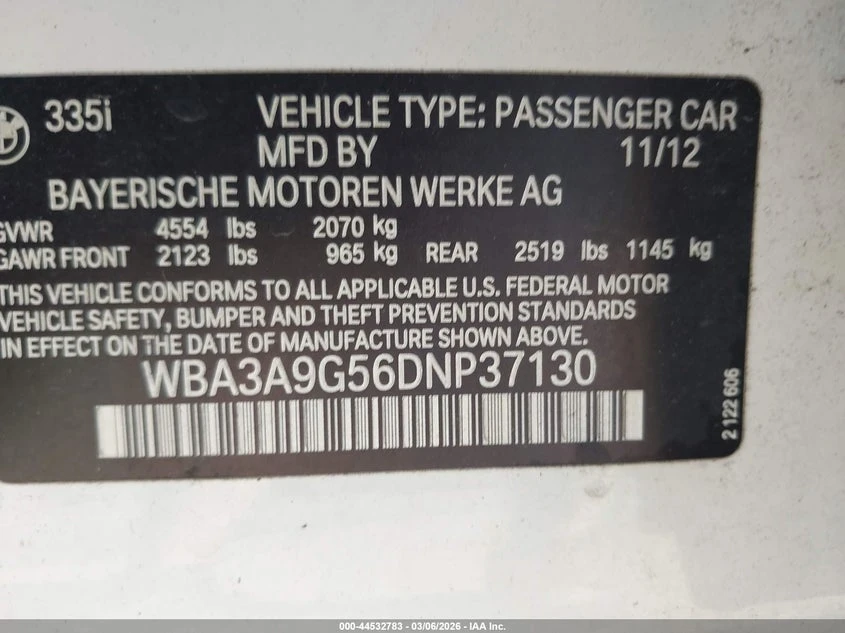 335i VEHICLE TYPE: PASSENGER CAR
MFD BY 11/12
BAYERISCHE MOTOREN WERKE AG
GVWR 4554 lbs 2070 kg
GAWR FRONT 2123 lbs 965 kg REAR 2519 lbs 1145 kg
THIS VEHICLE CONFORMS TO ALL APPLICABLE U.S. FEDERAL MOTOR
VEHICLE SAFETY, BUMPER AND THEFT PREVENTION STANDARDS
IN EFFECT ON THE DATE OF MANUFACTURE SHOWN ABOVE.
WBA3A9G56DNP37130
2 122 606
000-44532783 - 03/06/2026 - IAA Inc.